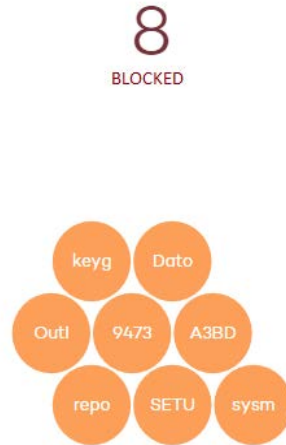 8
BLOCKED
keyg Dato
Outl 9473 A3BD
repo SETU sysm